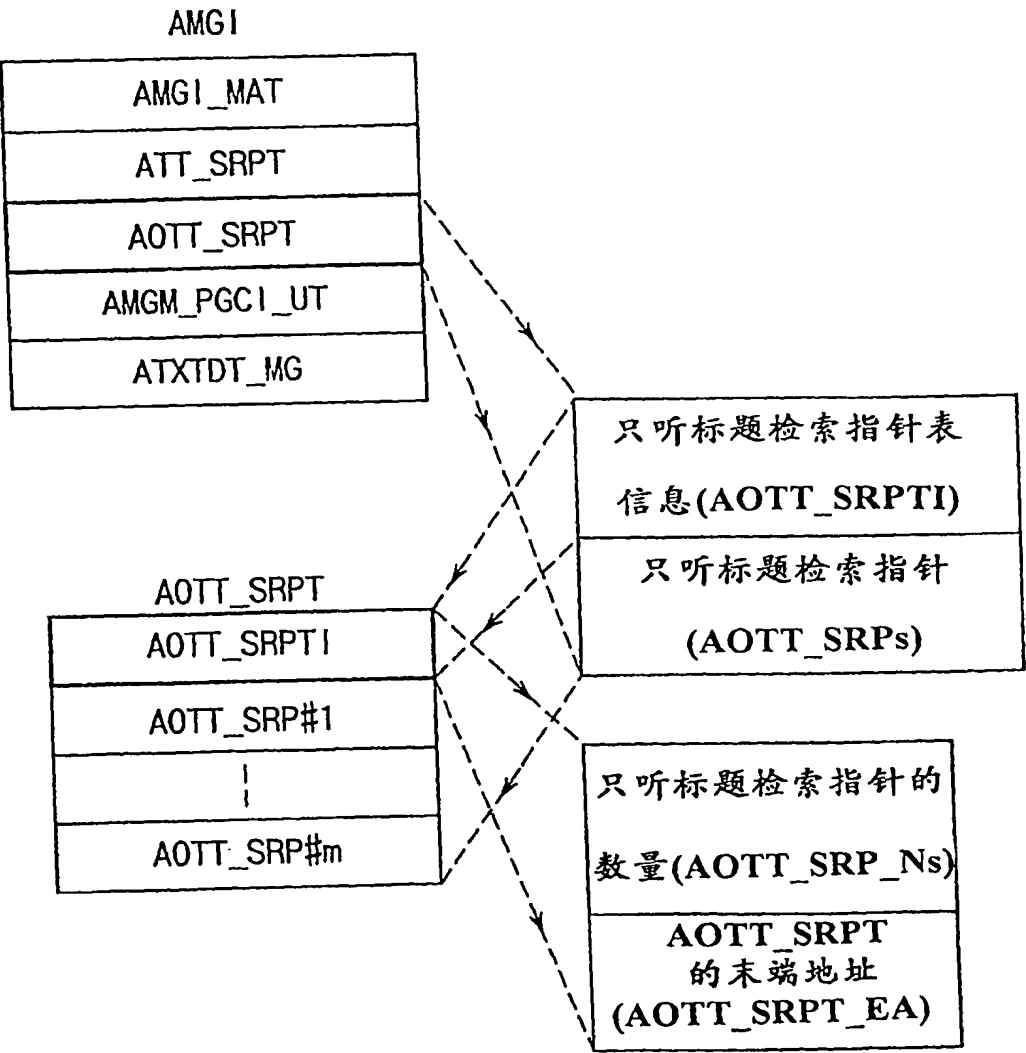 AMGI
AMGI_MAT
ATT_SRPT
AOTT_SRPT
AMGM_PGCI_UT
ATXTDT_MG
只听标题检索指针表
信息(AOTT_SRPTI)
只听标题检索指针
(AOTT_SRPs)
AOTT_SRPT
AOTT_SRPTI
AOTT_SRP#1
AOTT_SRP#m
只听标题检索指针的
数量(AOTT_SRP_Ns)
AOTT_SRPT
的末端地址
(AOTT_SRPT_EA)